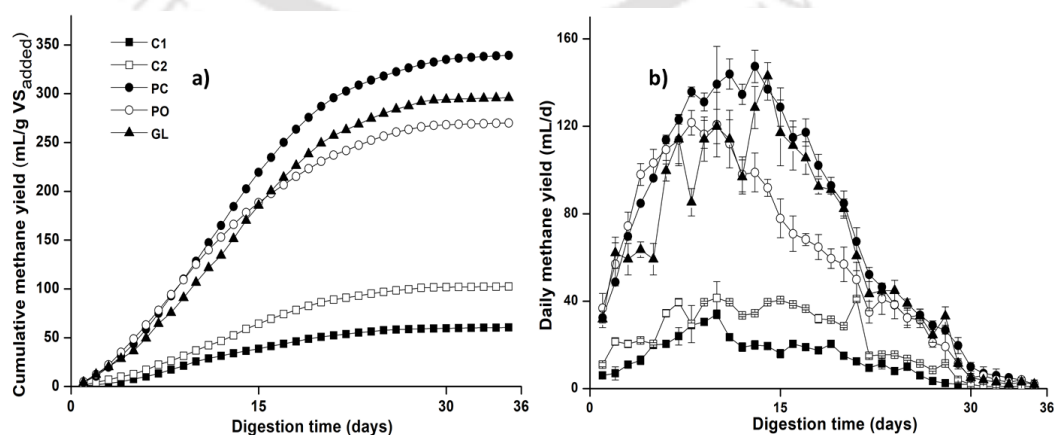 Cumulative methane yield (mL/g VSadded)
350
300
250
200
150
100
50
0
0
15
30
36
Digestion time (days)
C1
C2
PC
PO
GL
a)
Daily methane yield (mL/d)
160
120
80
40
0
0
15
30
36
Digestion time (days)
b)